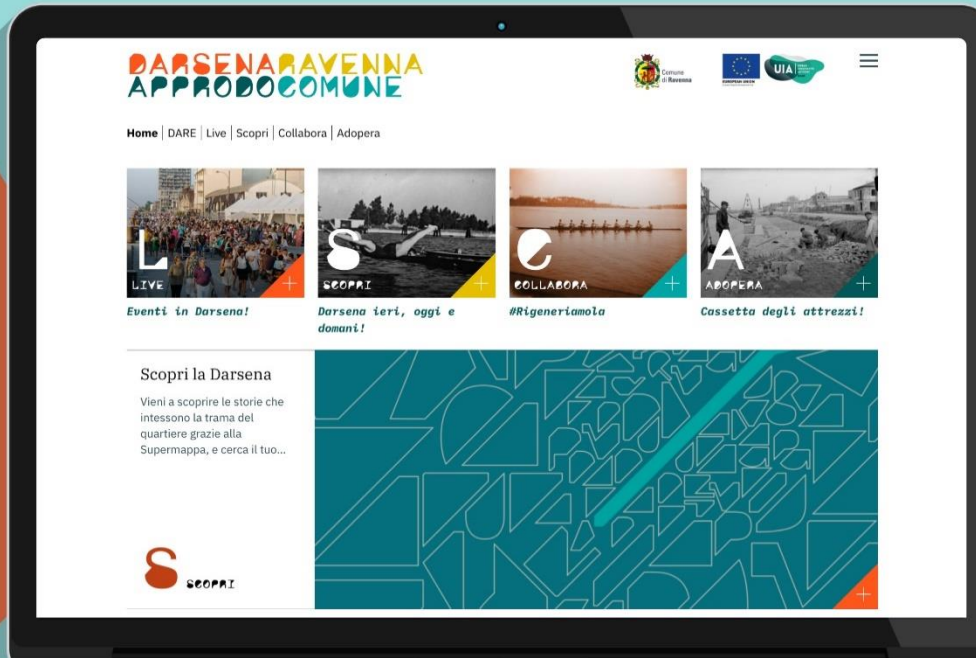 DARSENARAVENNA
APPRODOCOMUNE
Comune
di Ravenna
EUROPEAN UNION
UIA
Home | DARE | Live | Scopri | Collabora | Adopera
L
LIVE
S
SCOPRI
C
COLLABORA
A
ADOPERA
Eventi in Darsena!
Darsena ieri, oggi e
domani!
#Rigeneriamola
Cassetta degli attrezzi!
Scopri la Darsena
Vieni a scoprire le storie che
intessono la trama del
quartiere grazie alla
Supermappa, e cerca il tuo...
S SCOPRI